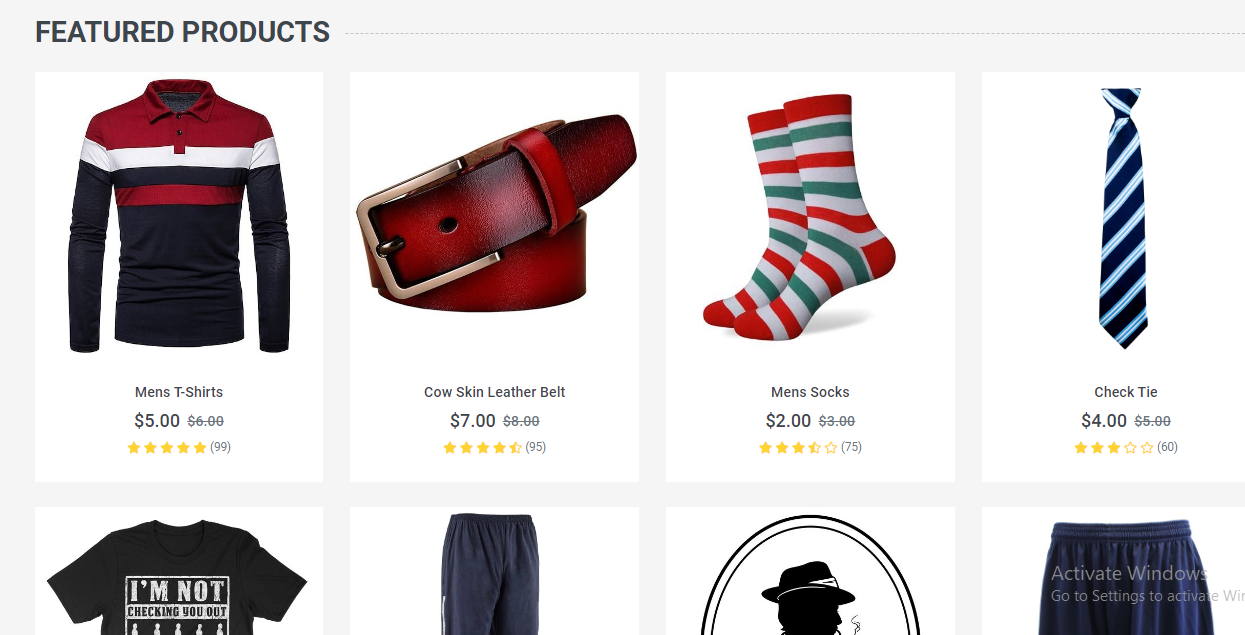 FEATURED PRODUCTS
Mens T-Shirts
$5.00 $6.00
(99)
Cow Skin Leather Belt
$7.00 $8.00
(95)
Mens Socks
$2.00 $3.00
(75)
Check Tie
$4.00 $5.00
(60)
I'M NOT
CHECKING YOU OUT
Activate Windows
Go to Settings to activate Wi